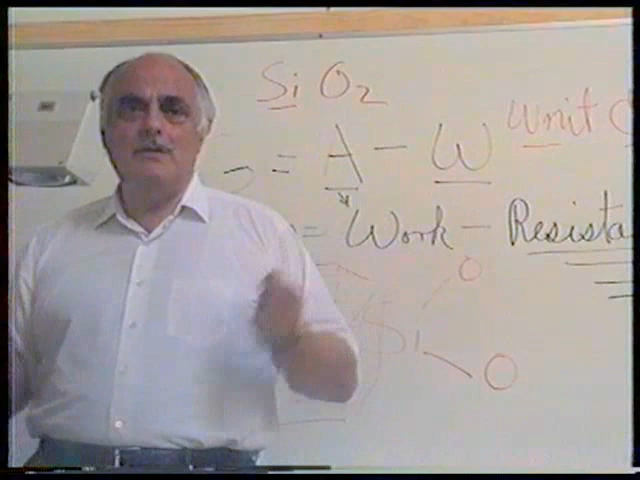 Si O2
Unit
= A - W
= Work - Resista
Si O
O